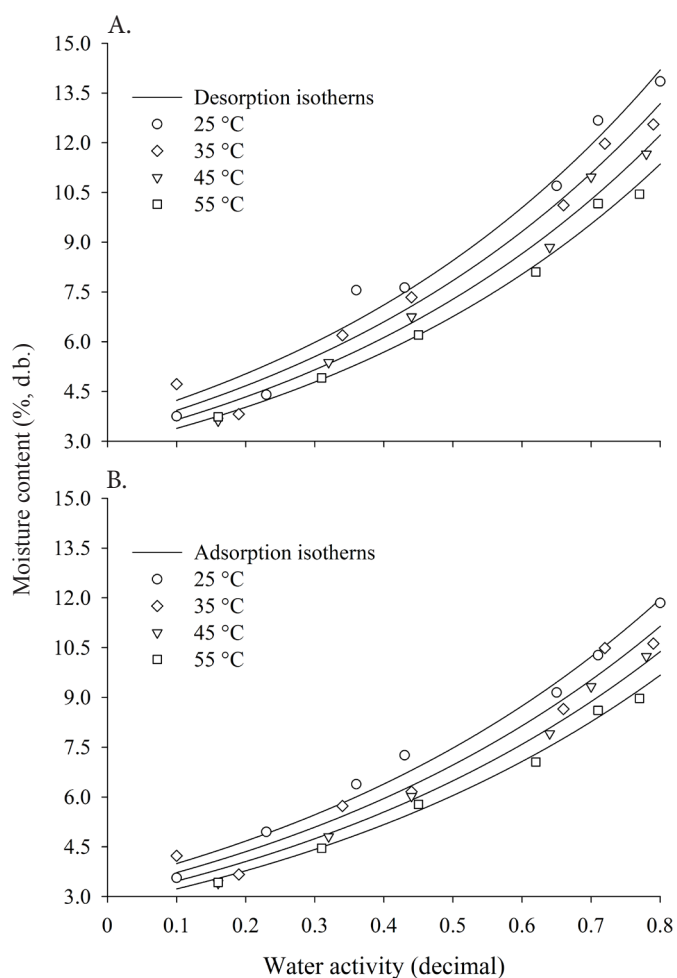 A.
15.0
13.5
12.0
10.5
9.0
7.5
6.0
4.5
3.0
Desorption isotherns
25 °C
35 °C
45 °C
55 °C
Moisture content (%, d.b.)
B.
15.0
13.5
12.0
10.5
9.0
7.5
6.0
4.5
3.0
Adsorption isotherns
25 °C
35 °C
45 °C
55 °C
0 0.1 0.2 0.3 0.4 0.5 0.6 0.7 0.8
Water activity (decimal)